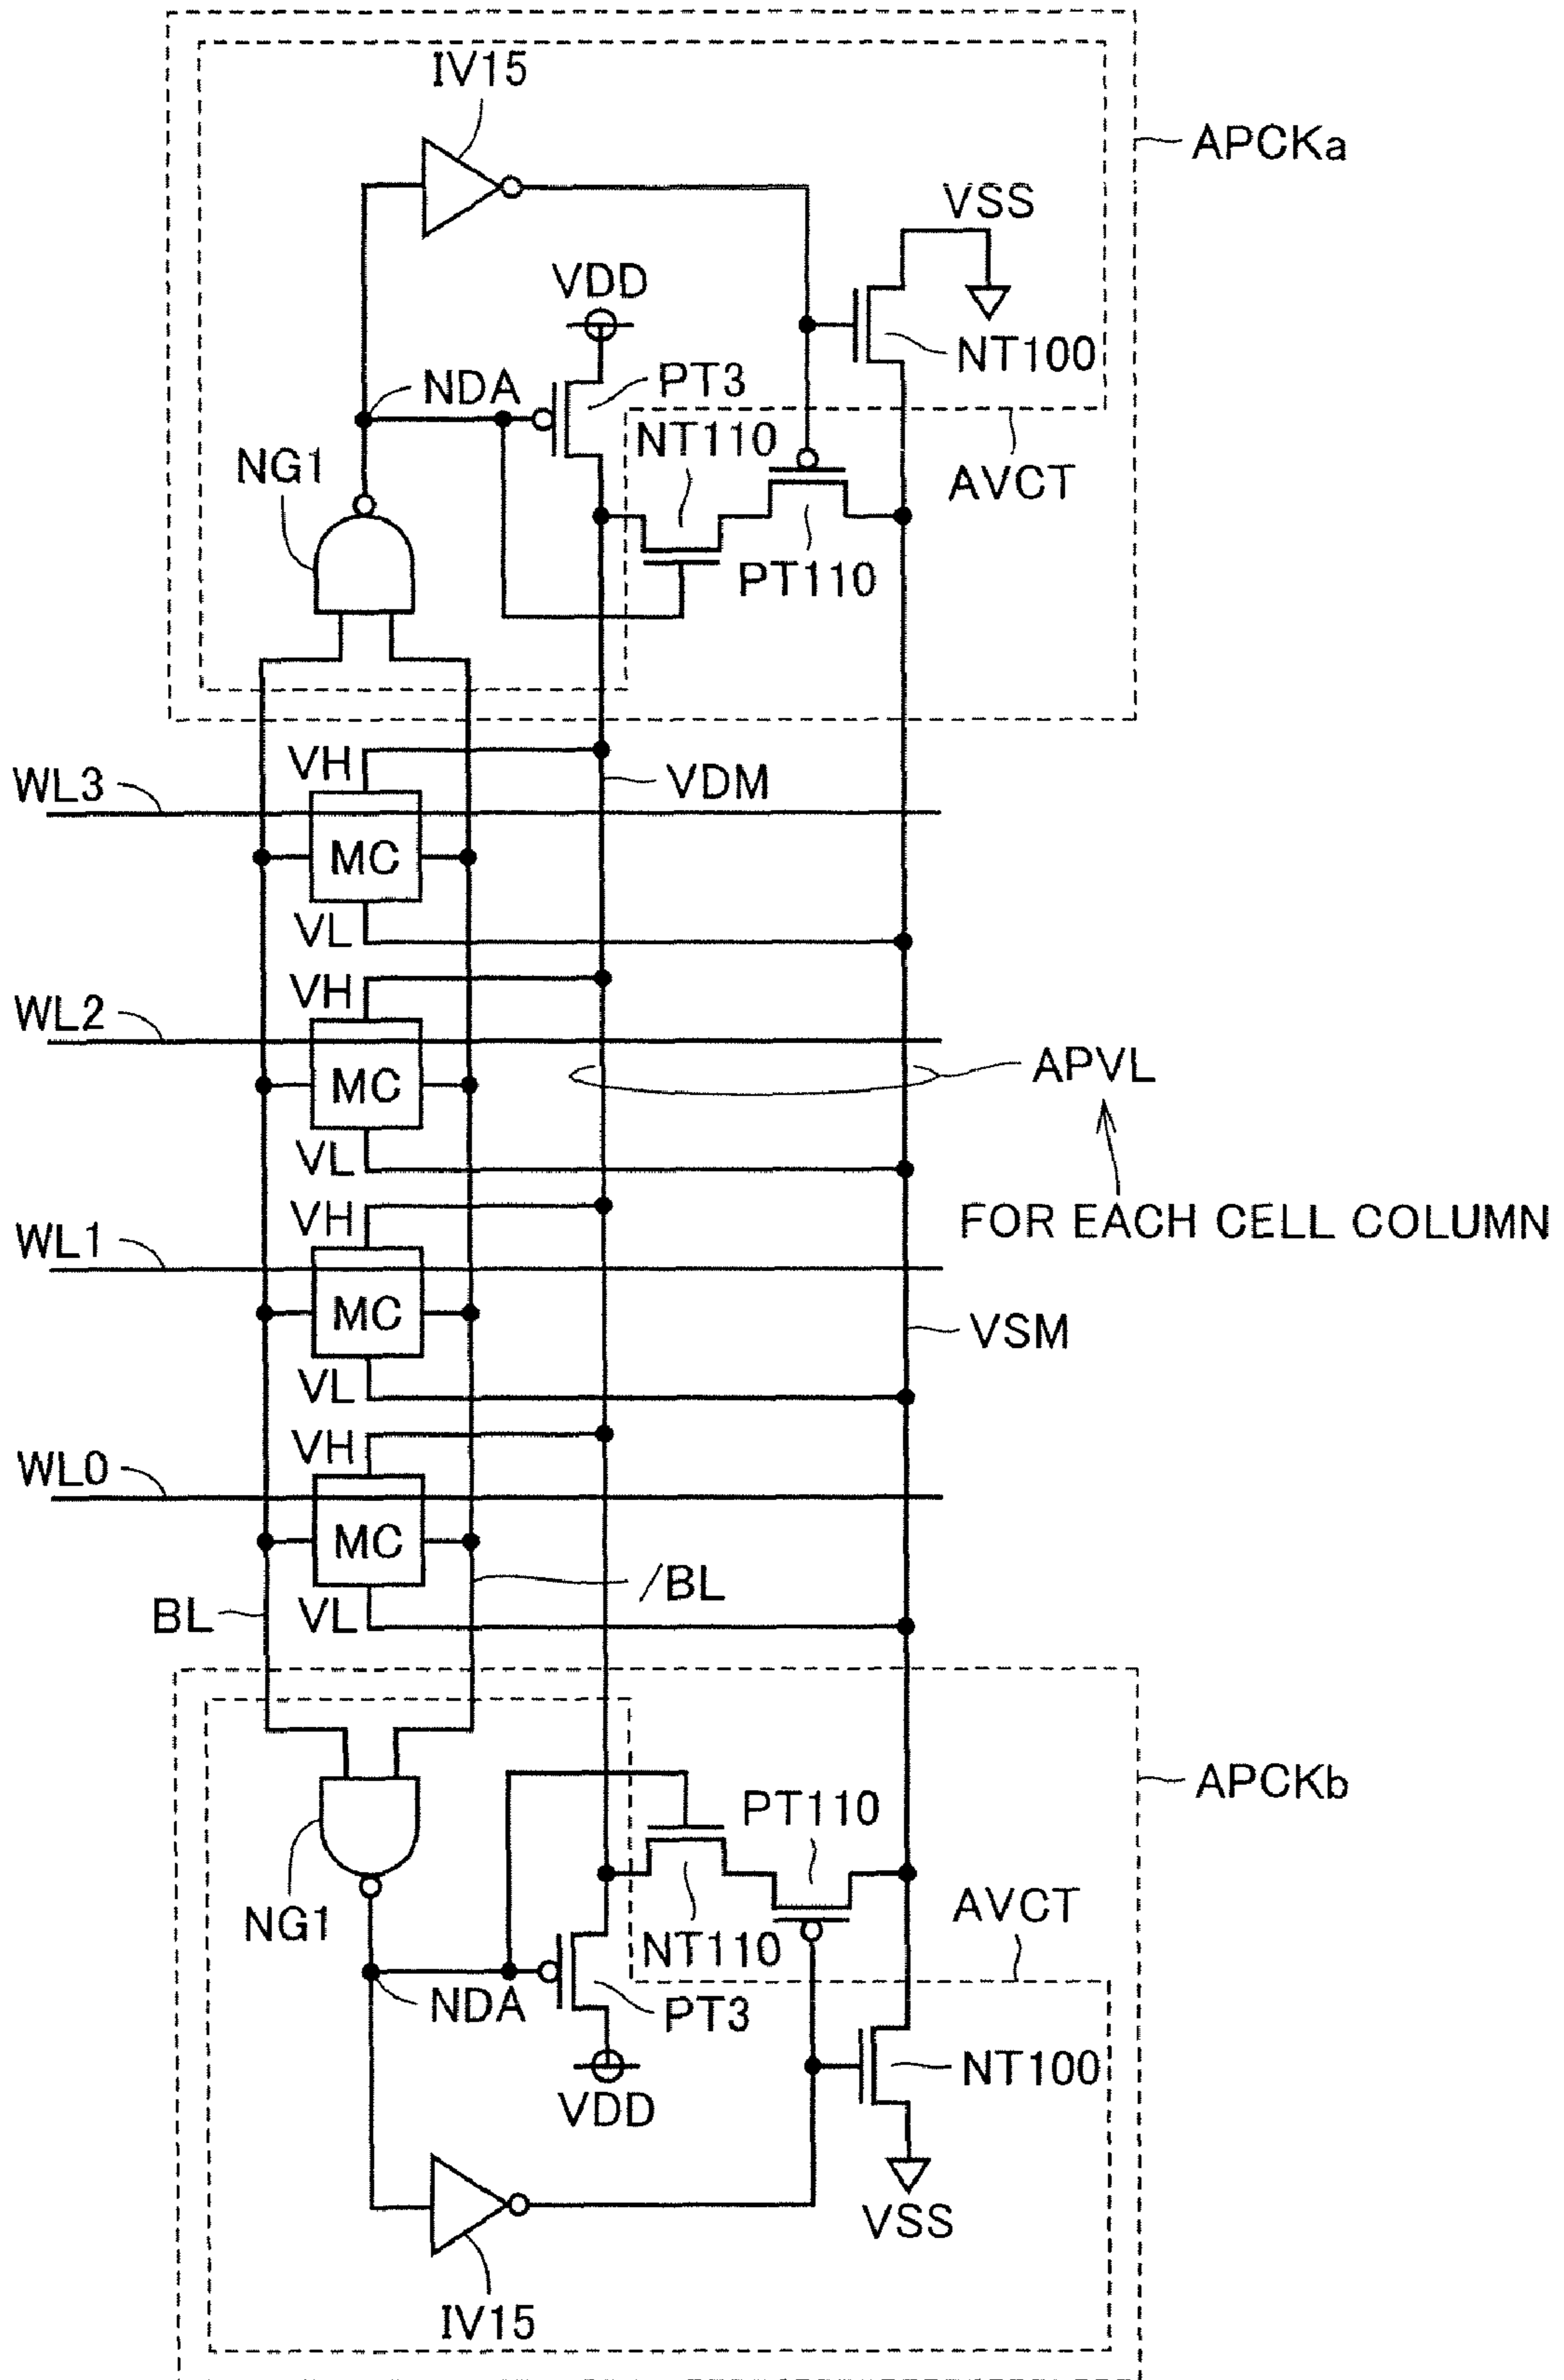 IV15
APCKa
VSS
VDD
NT100
PT3
NDA
NT110
NG1
AVCT
PT110
VH
VDM
WL3
MC
VL
VH
WL2
MC
APVL
VL
VH
FOR EACH CELL COLUMN
WL1
MC
VSM
VL
VH
WL0
MC
/BL
BL
VL
APCKb
PT110
AVCT
NG1
NT110
NDA
PT3
NT100
VDD
VSS
IV15